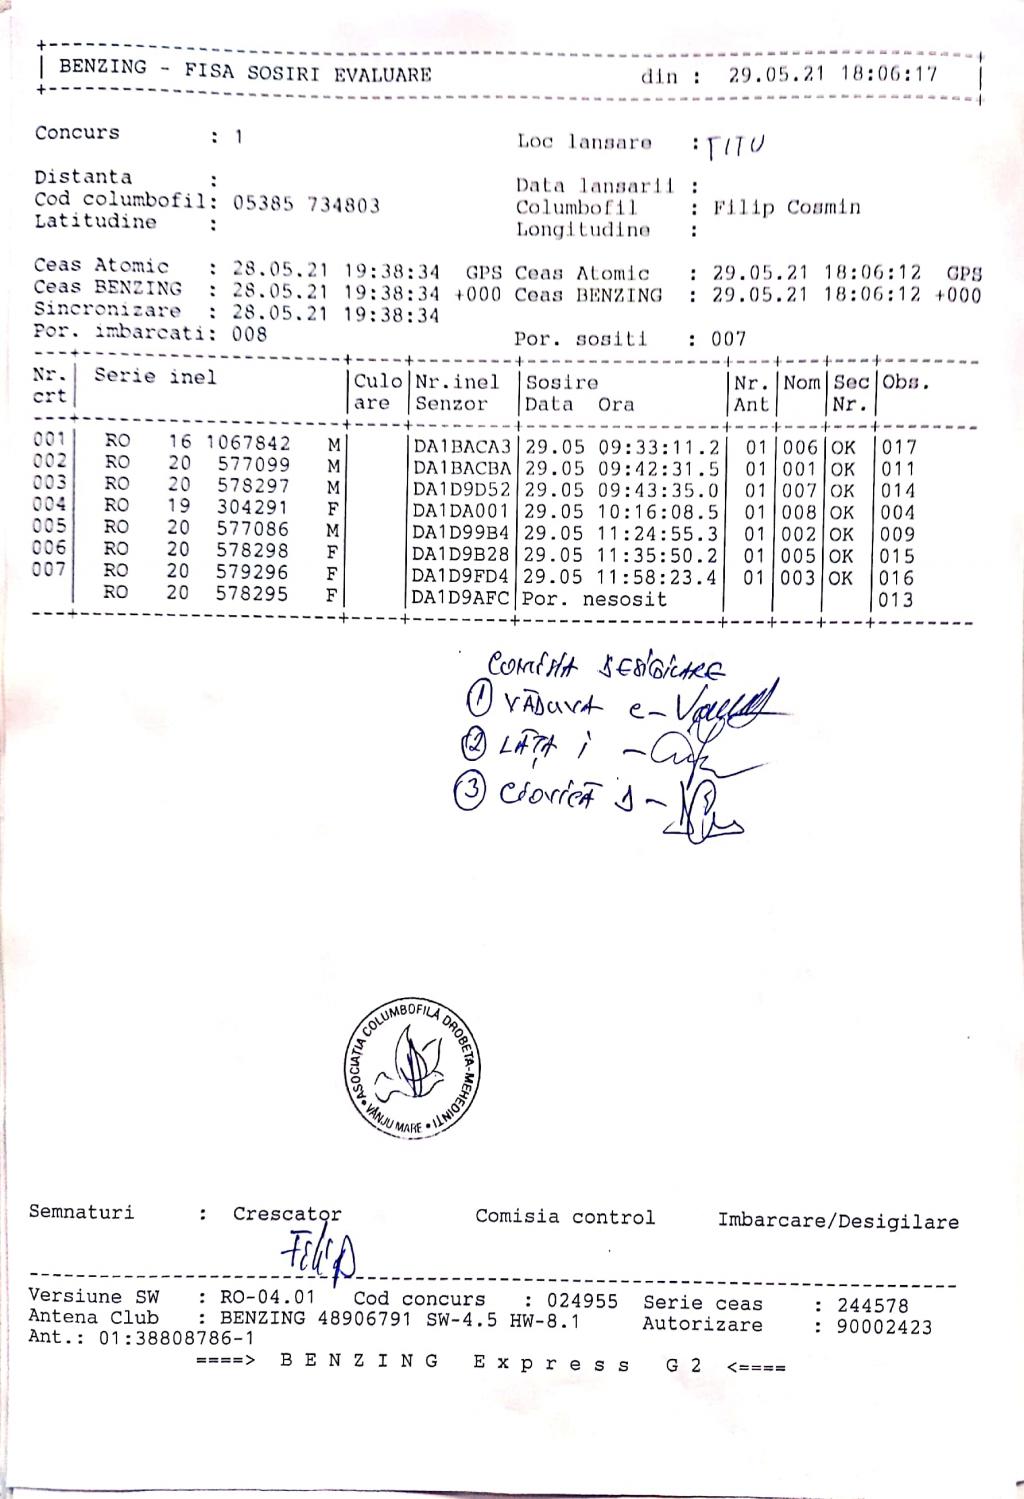 BENZING - FISA SOSIRI EVALUARE din : 29.05.21 18:06:17
Concurs : 1 Loc lansare : TITU
Distanta : Data lansarii :
Cod columbofil: 05385 734803 Columbofil : Filip Cosmin
Latitudine : Longitudine :
Ceas Atomic : 28.05.21 19:38:34 GPS Ceas Atomic : 29.05.21 18:06:12 GPS
Ceas BENZING : 28.05.21 19:38:34 +000 Ceas BENZING : 29.05.21 18:06:12 +000
Sincronizare : 28.05.21 19:38:34
Por. imbarcati: 008 Por. sositi : 007
Nr. Serie inel Culo Nr.inel Sosire Nr. Nom Sec Obs.
crt are Senzor Data Ora Ant Nr.
001 RO 16 1067842 M DA1BACA3 29.05 09:33:11.2 01 006 OK 017
002 RO 20 577099 M DA1BACBA 29.05 09:42:31.5 01 001 OK 011
003 RO 20 578297 M DA1D9D52 29.05 09:43:35.0 01 007 OK 014
004 RO 19 304291 F DA1DA001 29.05 10:16:08.5 01 008 OK 004
005 RO 20 577086 M DA1D99B4 29.05 11:24:55.3 01 002 OK 009
006 RO 20 578298 F DA1D9B28 29.05 11:35:50.2 01 005 OK 015
007 RO 20 579296 F DA1D9FD4 29.05 11:58:23.4 01 003 OK 016
RO 20 578295 F DA1D9AFC Por. nesosit 013
COMISIA DESIGILARE
1 VĂDUVA e-
2 LĂȚA i -
3 CIOVICĂ D -
ASOCIAȚIA COLUMBOFILĂ DROBETA-MEHEDINȚI
• VÂNJU MARE •
Semnaturi : Crescator Comisia control Imbarcare/Desigilare
Filip
Versiune SW : RO-04.01 Cod concurs : 024955 Serie ceas : 244578
Antena Club : BENZING 48906791 SW-4.5 HW-8.1 Autorizare : 90002423
Ant.: 01:38808786-1
====> B E N Z I N G E x p r e s s G 2 <====